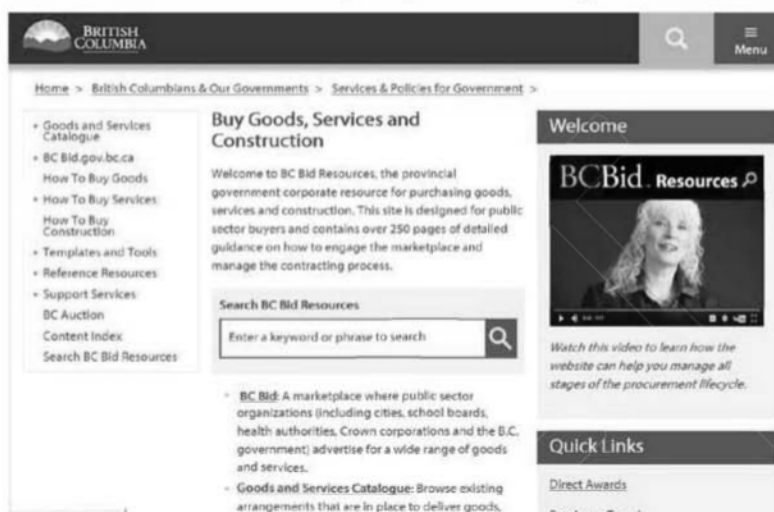 BRITISH
COLUMBIA
Menu
Home > British Columbians & Our Governments > Services & Policies for Government >
Goods and Services
Catalogue
BC Bid.gov.bc.ca
How To Buy Goods
How To Buy Services
How To Buy
Construction
Templates and Tools
Reference Resources
Support Services
BC Auction
Content Index
Search BC Bid Resources
Buy Goods, Services and
Construction
Welcome to BC Bid Resources, the provincial
government corporate resource for purchasing goods,
services and construction. This site is designed for public
sector buyers and contains over 250 pages of detailed
guidance on how to engage the marketplace and
manage the contracting process.
Search BC Bid Resources
Enter a keyword or phrase to search
BC Bid: A marketplace where public sector
organizations (including cities, school boards,
health authorities, Crown corporations and the B.C.
government) advertise for a wide range of goods
and services.
Goods and Services Catalogue: Browse existing
arrangements that are in place to deliver goods,
Welcome
BCBid Resources
Watch this video to learn how the
website can help you manage all
stages of the procurement lifecycle.
Quick Links
Direct Awards